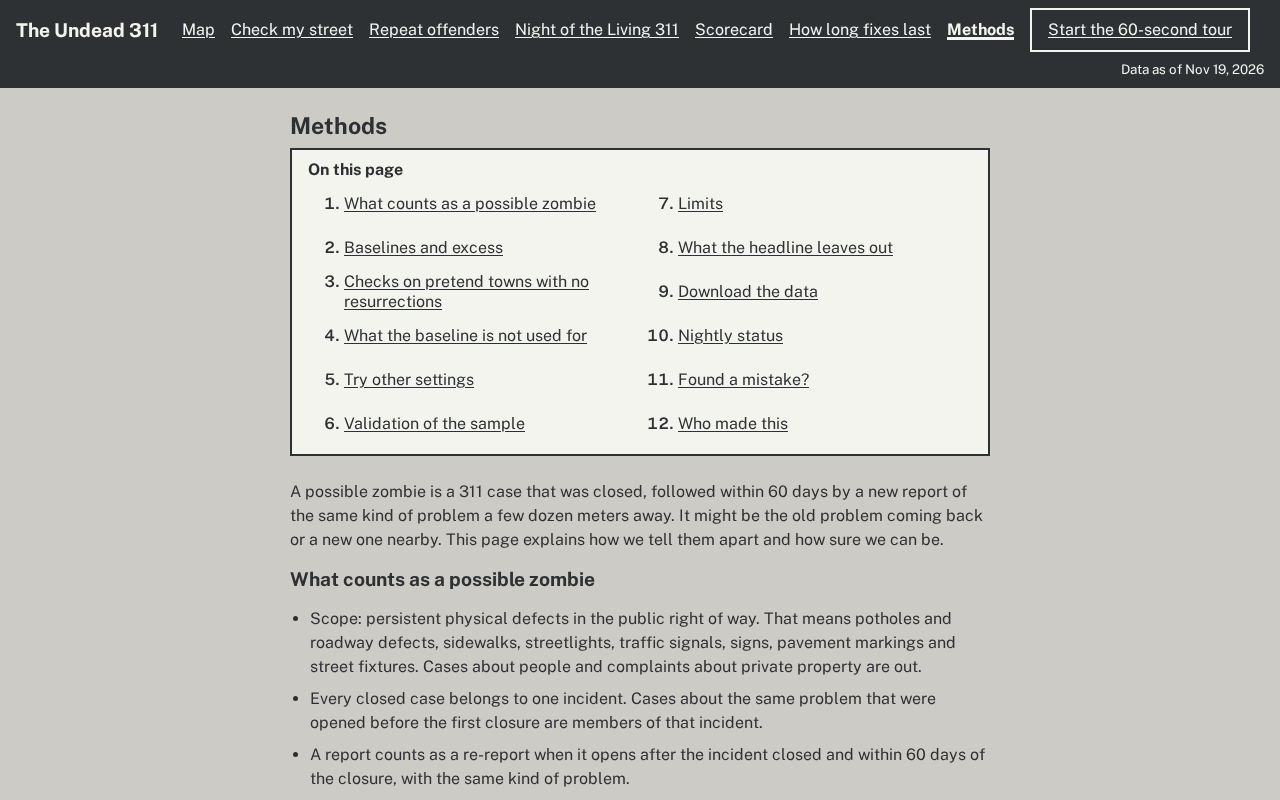 The Undead 311 Map Check my street Repeat offenders Night of the Living 311 Scorecard How long fixes last Methods Start the 60-second tour
Data as of Nov 19, 2026
Methods
On this page
1. What counts as a possible zombie
2. Baselines and excess
3. Checks on pretend towns with no
resurrections
4. What the baseline is not used for
5. Try other settings
6. Validation of the sample
7. Limits
8. What the headline leaves out
9. Download the data
10. Nightly status
11. Found a mistake?
12. Who made this
A possible zombie is a 311 case that was closed, followed within 60 days by a new report of
the same kind of problem a few dozen meters away. It might be the old problem coming back
or a new one nearby. This page explains how we tell them apart and how sure we can be.
What counts as a possible zombie
• Scope: persistent physical defects in the public right of way. That means potholes and
roadway defects, sidewalks, streetlights, traffic signals, signs, pavement markings and
street fixtures. Cases about people and complaints about private property are out.
• Every closed case belongs to one incident. Cases about the same problem that were
opened before the first closure are members of that incident.
• A report counts as a re-report when it opens after the incident closed and within 60 days of
the closure, with the same kind of problem.